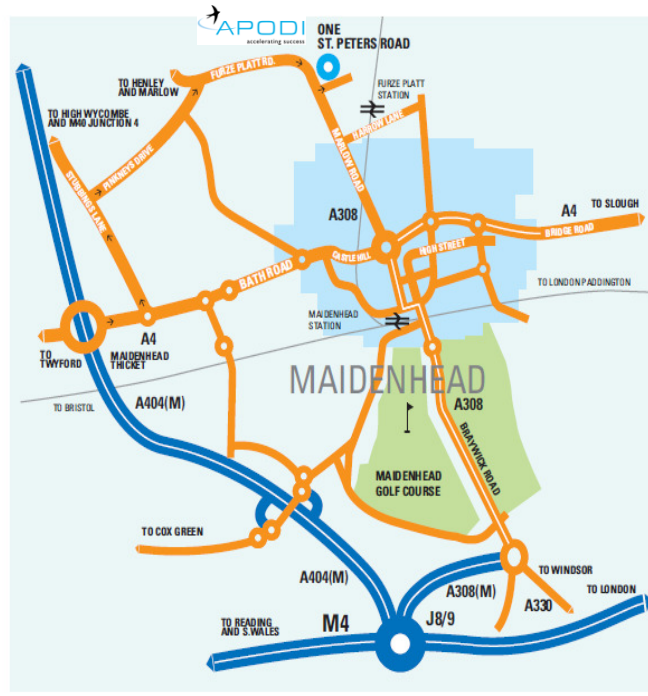 APODI
accelerating success
ONE
ST. PETERS ROAD
TO HENLEY
AND MARLOW
FURZE PLATT RD.
FURZE PLATT
STATION
TO HIGH WYCOMBE
AND M40 JUNCTION 4
PINKNEYS DRIVE
STUBBINGS LANE
MARLOW ROAD
HARROW LANE
A308
A4
TO SLOUGH
BRIDGE ROAD
HIGH STREET
CASTLE HILL
BATH ROAD
TO LONDON PADDINGTON
MAIDENHEAD
STATION
A4
TO
TWYFORD
MAIDENHEAD
THICKET
MAIDENHEAD
A404(M)
TO BRISTOL
A308
BRAYWICK ROAD
MAIDENHEAD
GOLF COURSE
TO COX GREEN
A404(M)
A308(M)
TO WINDSOR
TO LONDON
A330
TO READING
AND S.WALES
M4
J8/9